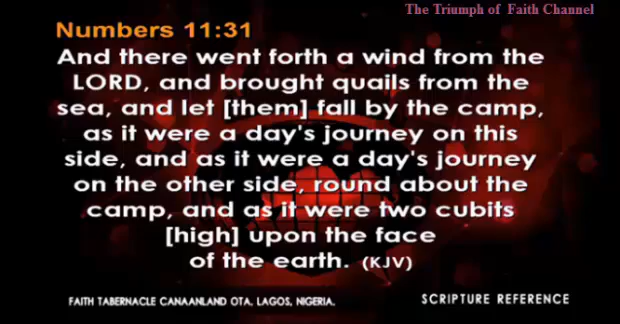 The Triumph of Faith Channel
Numbers 11:31
And there went forth a wind from the
LORD, and brought quails from the
sea, and let [them] fall by the camp,
as it were a day's journey on this
side, and as it were a day's journey
on the other side, round about the
camp, and as it were two cubits
[high] upon the face
of the earth. (KJV)
FAITH TABERNACLE CANAANLAND OTA, LAGOS, NIGERIA.
SCRIPTURE REFERENCE